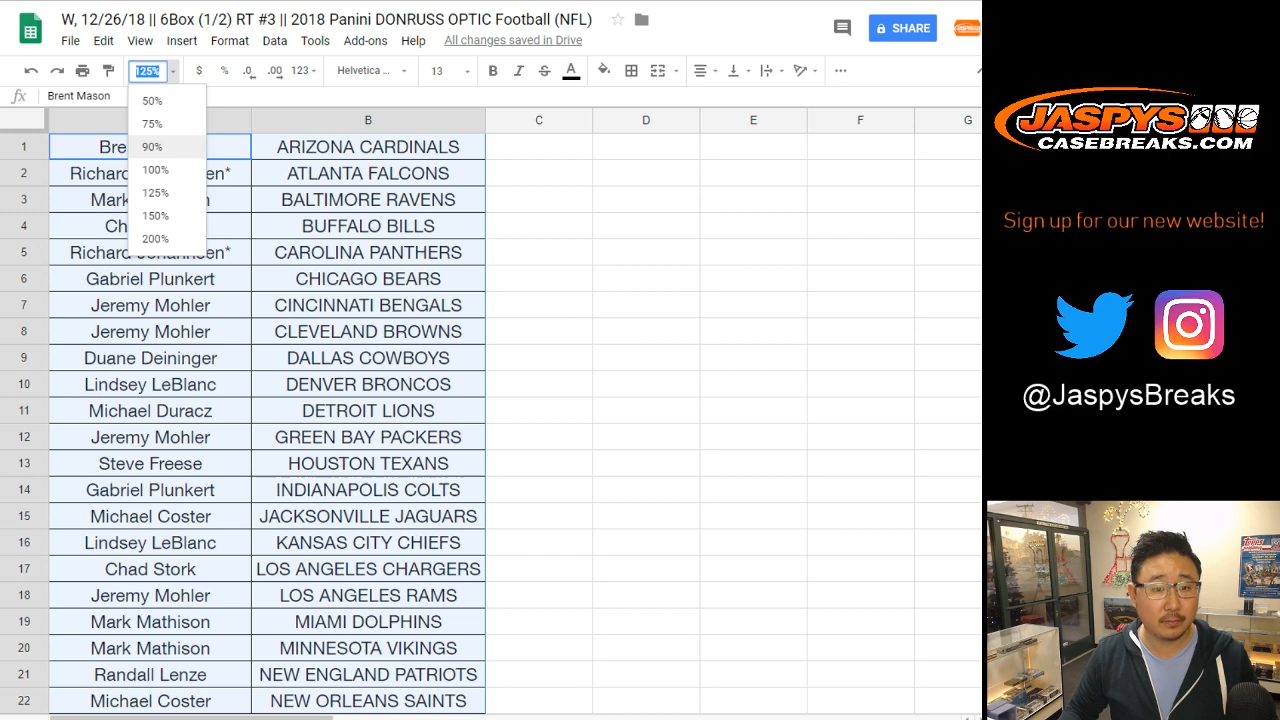 W, 12/26/18 || 6Box (1/2) RT #3 || 2018 Panini DONRUSS OPTIC Football (NFL)
File Edit View Insert Format Data Tools Add-ons Help All changes saved in Drive
SHARE
125% $ % .0 .00 123 Helvetica ... 13 B I S A
fx Brent Mason
50%
75%
90%
100%
125%
150%
200%
B C D E F G
1 Bre ARIZONA CARDINALS
2 Richard en* ATLANTA FALCONS
3 Mark n BALTIMORE RAVENS
4 Ch BUFFALO BILLS
5 Richard Johannsen* CAROLINA PANTHERS
6 Gabriel Plunkert CHICAGO BEARS
7 Jeremy Mohler CINCINNATI BENGALS
8 Jeremy Mohler CLEVELAND BROWNS
9 Duane Deininger DALLAS COWBOYS
10 Lindsey LeBlanc DENVER BRONCOS
11 Michael Duracz DETROIT LIONS
12 Jeremy Mohler GREEN BAY PACKERS
13 Steve Freese HOUSTON TEXANS
14 Gabriel Plunkert INDIANAPOLIS COLTS
15 Michael Coster JACKSONVILLE JAGUARS
16 Lindsey LeBlanc KANSAS CITY CHIEFS
17 Chad Stork LOS ANGELES CHARGERS
18 Jeremy Mohler LOS ANGELES RAMS
19 Mark Mathison MIAMI DOLPHINS
20 Mark Mathison MINNESOTA VIKINGS
21 Randall Lenze NEW ENGLAND PATRIOTS
22 Michael Coster NEW ORLEANS SAINTS
JASPYS
CASEBREAKS.COM
Sign up for our new website!
@JaspysBreaks
Topps